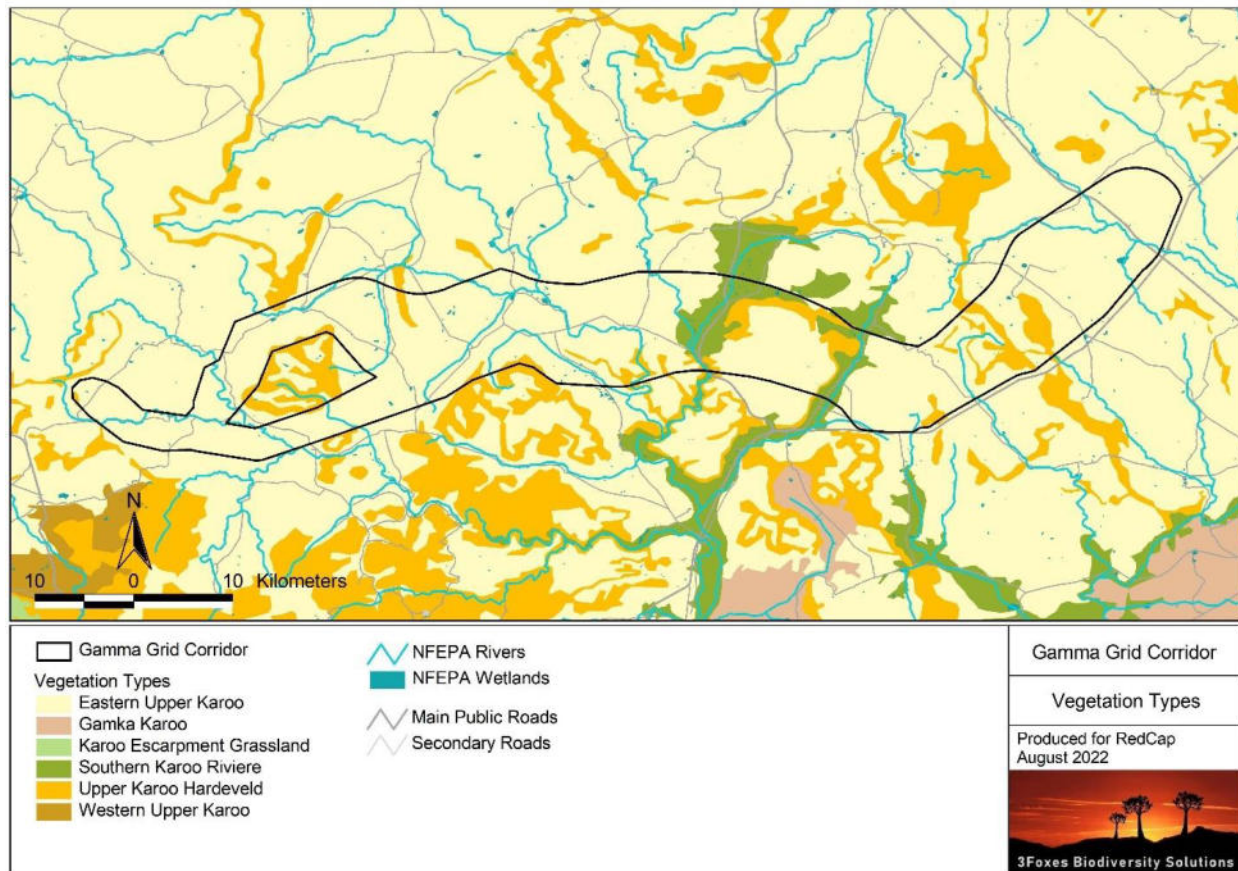 N
10 0 10 Kilometers
Gamma Grid Corridor
Vegetation Types
Eastern Upper Karoo
Gamka Karoo
Karoo Escarpment Grassland
Southern Karoo Riviere
Upper Karoo Hardeveld
Western Upper Karoo
NFEPA Rivers
NFEPA Wetlands
Main Public Roads
Secondary Roads
Gamma Grid Corridor
Vegetation Types
Produced for RedCap
August 2022
3Foxes Biodiversity Solutions